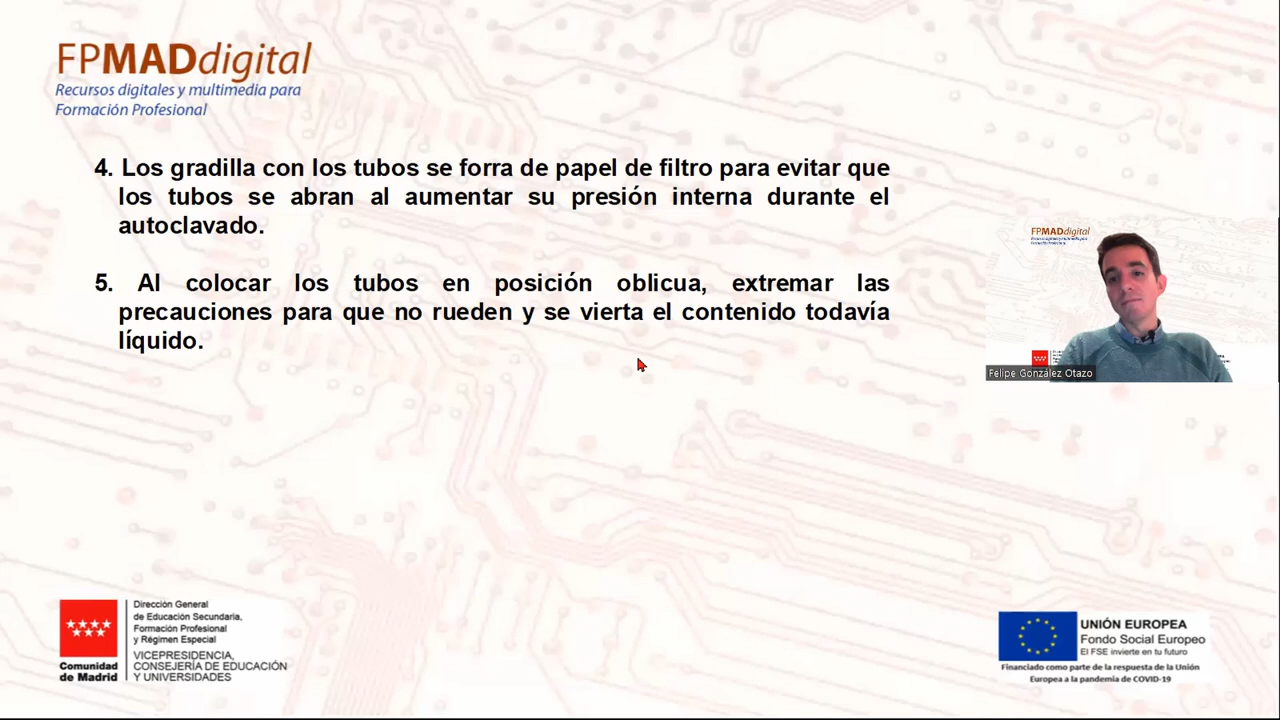 FPMADdigital
Recursos digitales y multimedia para
Formación Profesional
4. Los gradilla con los tubos se forra de papel de filtro para evitar que
los tubos se abran al aumentar su presión interna durante el
autoclavado.
5. Al colocar los tubos en posición oblicua, extremar las
precauciones para que no rueden y se vierta el contenido todavía
líquido.
FPMADdigital
Felipe González Otazo
Comunidad
de Madrid
Dirección General
de Educación Secundaria,
Formación Profesional
y Régimen Especial
VICEPRESIDENCIA,
CONSEJERÍA DE EDUCACIÓN
Y UNIVERSIDADES
UNIÓN EUROPEA
Fondo Social Europeo
El FSE invierte en tu futuro
Financiado como parte de la respuesta de la Unión
Europea a la pandemia de COVID-19